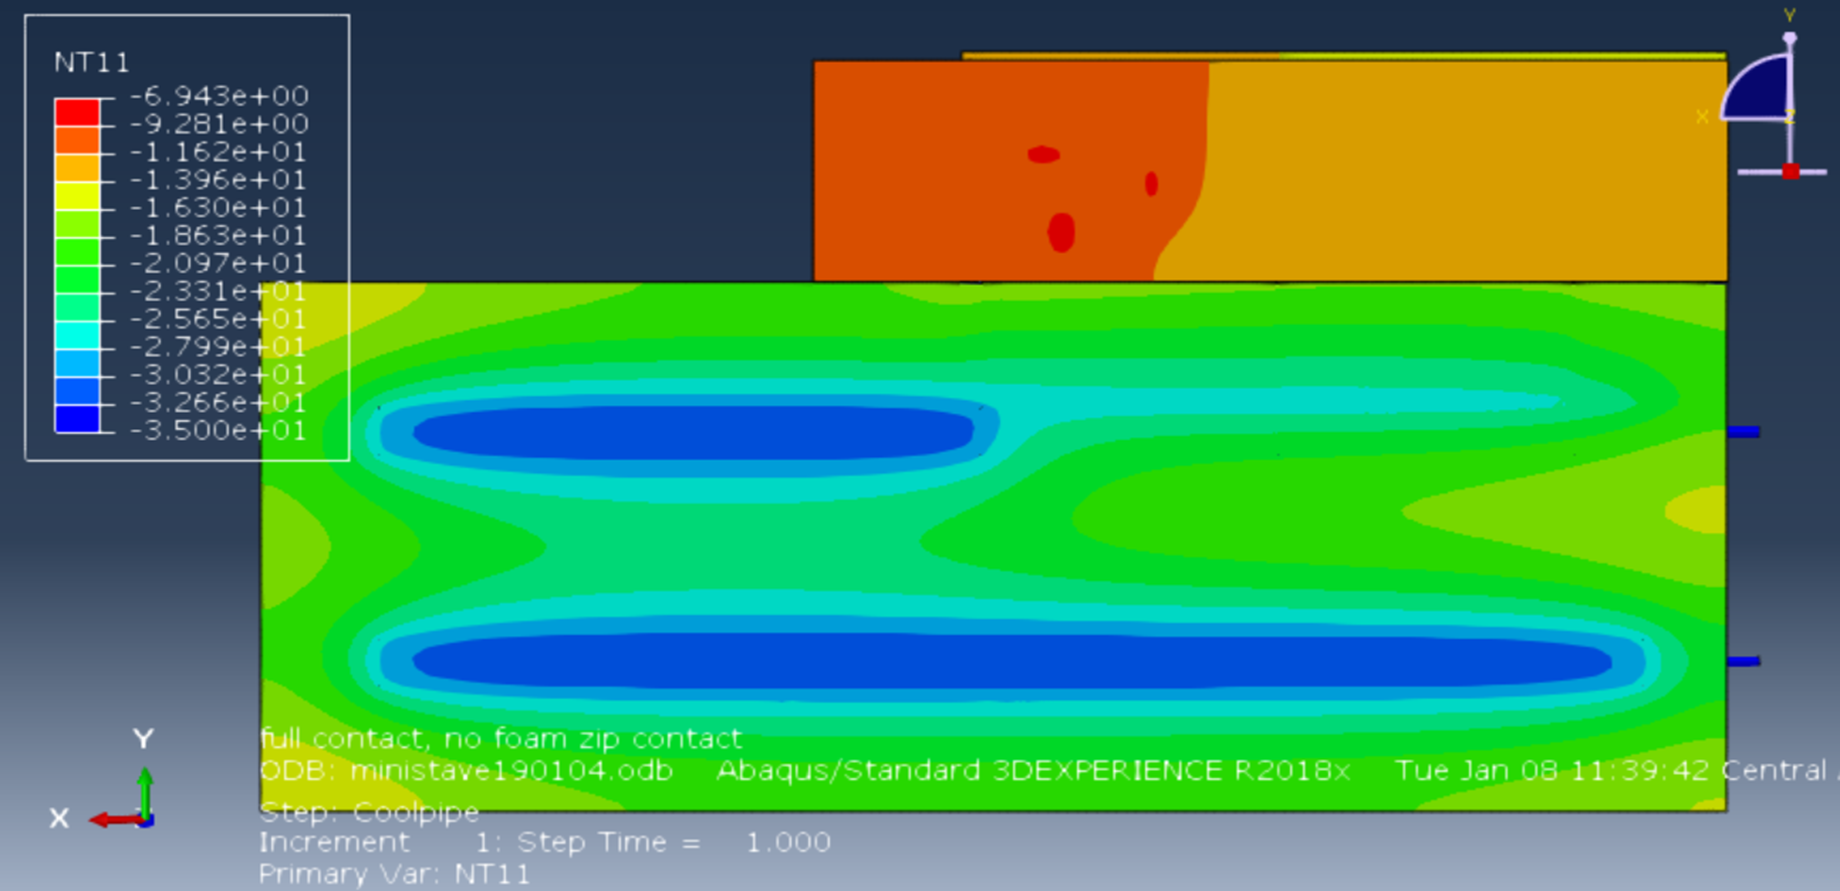 NT11
-6.943e+00
-9.281e+00
-1.162e+01
-1.396e+01
-1.630e+01
-1.863e+01
-2.097e+01
-2.331e+01
-2.565e+01
-2.799e+01
-3.032e+01
-3.266e+01
-3.500e+01
Y
X Z
full contact, no foam zip contact
ODB: ministave190104.odb Abaqus/Standard 3DEXPERIENCE R2018x Tue Jan 08 11:39:42 Central
Step: Coolpipe
Increment 1: Step Time = 1.000
Primary Var: NT11
Y
X